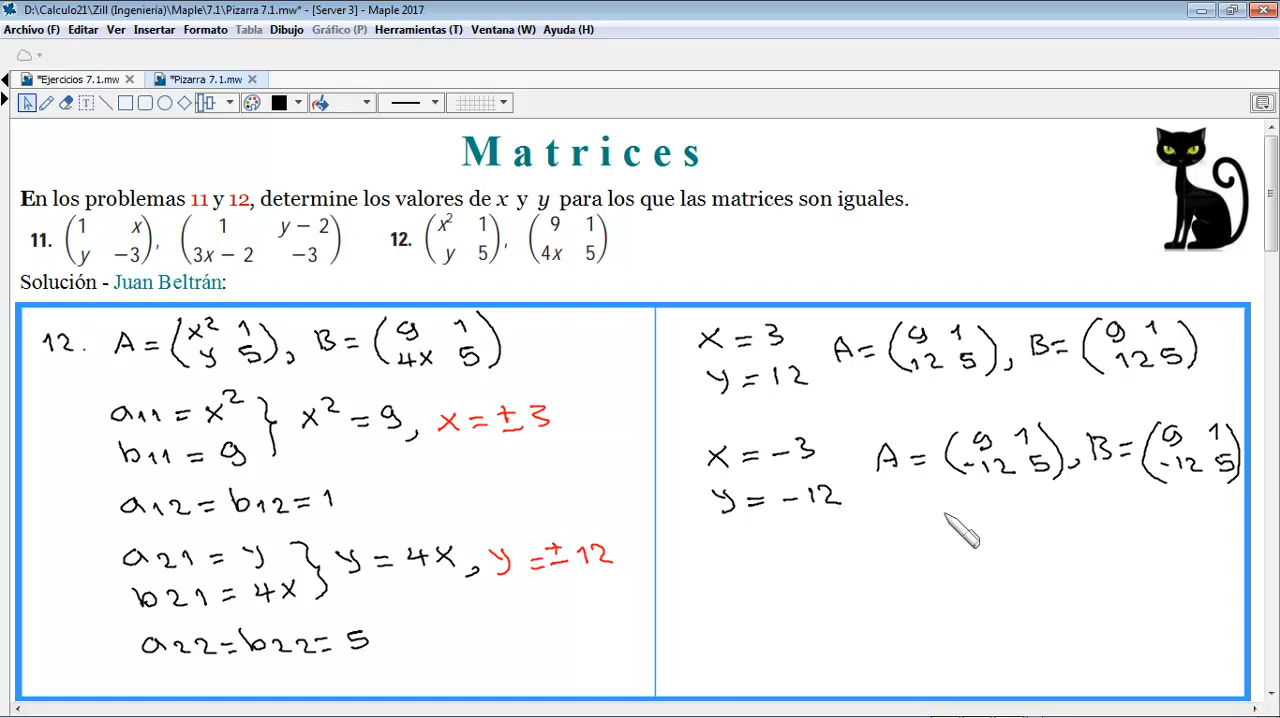 D:\Calculo21\Zill (Ingeniería)\Maple\7.1\Pizarra 7.1.mw* - [Server 3] - Maple 2017
Archivo (F) Editar Ver Insertar Formato Tabla Dibujo Gráfico (P) Herramientas (T) Ventana (W) Ayuda (H)
*Ejercicios 7.1.mw *Pizarra 7.1.mw
T
Matrices
En los problemas 11 y 12, determine los valores de x y y para los que las matrices son iguales.
11. (1 x, y −3), (1 y − 2, 3x − 2 −3) 12. (x² 1, y 5), (9 1, 4x 5)
Solución - Juan Beltrán:
12. A = (x² 1, y 5), B = (9 1, 4x 5)
a11 = x²
b11 = 9
} x² = 9, x = ±3
a12 = b12 = 1
a21 = y
b21 = 4x
} y = 4x, y = ±12
a22 = b22 = 5
x = 3
y = 12
A = (9 1, 12 5), B = (9 1, 12 5)
x = -3
y = -12
A = (9 1, -12 5), B = (9 1, -12 5)